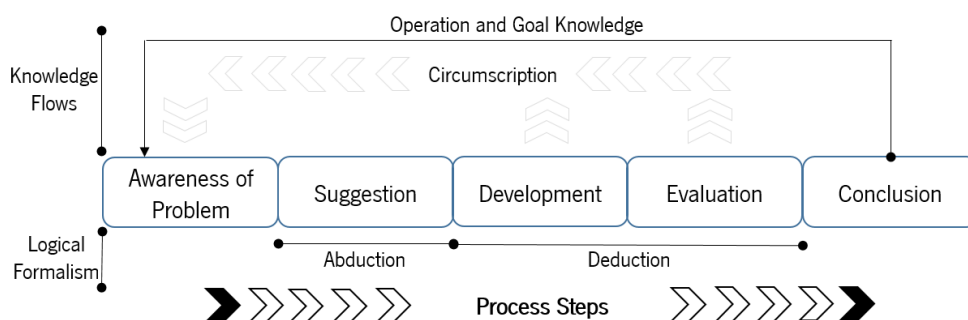 Operation and Goal Knowledge
Knowledge
Flows
Circumscription
Awareness of
Problem
Suggestion
Development
Evaluation
Conclusion
Logical
Formalism
Abduction
Deduction
Process Steps